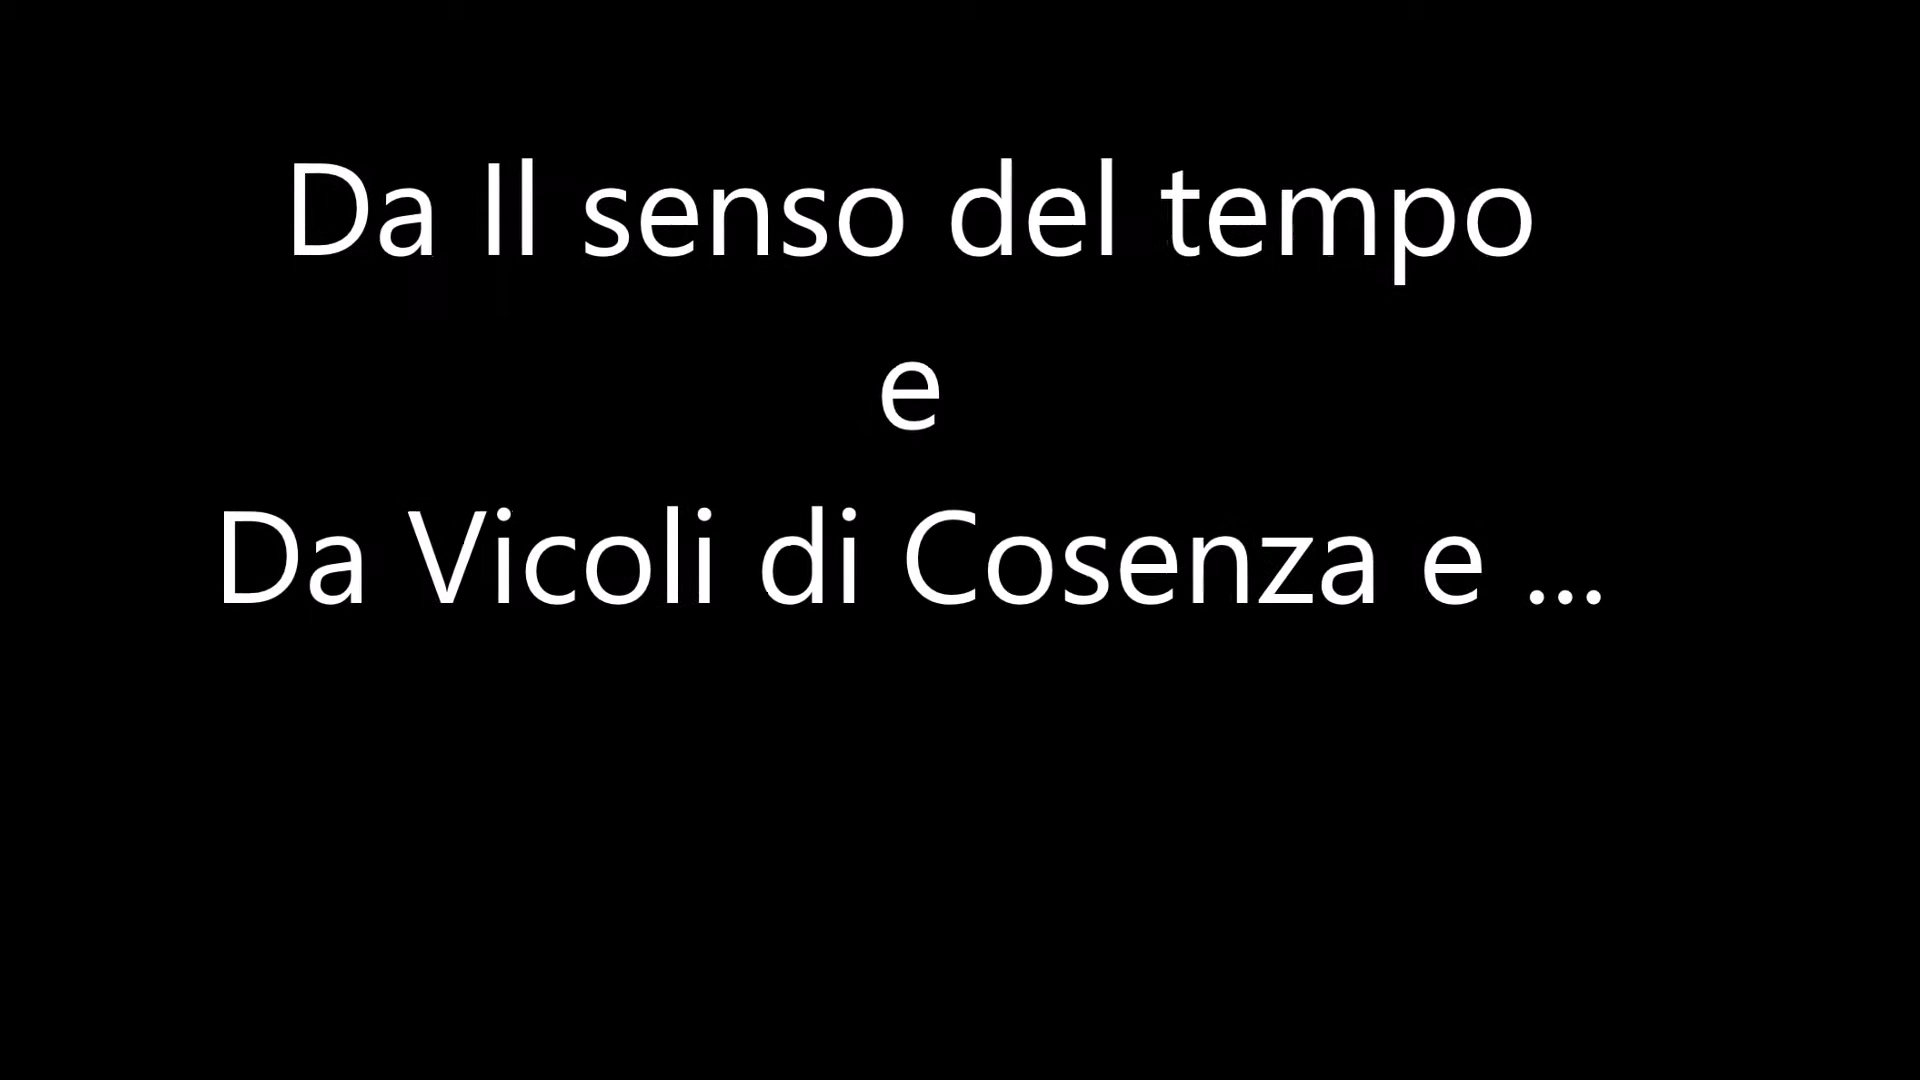 Da Il senso del tempo
e
Da Vicoli di Cosenza e ...